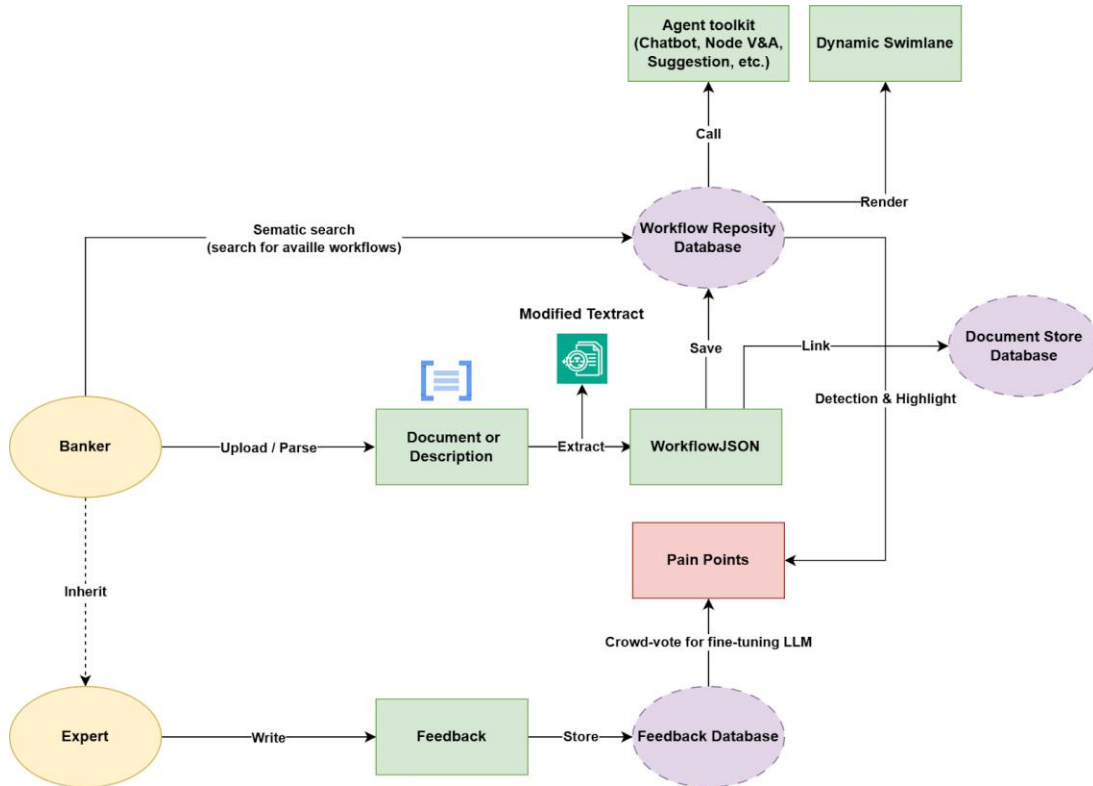 Agent toolkit
(Chatbot, Node V&A,
Suggestion, etc.)
Dynamic Swimlane
Call
Render
Sematic search
(search for availle workflows)
Workflow Reposity
Database
Modified Textract
Save
Link
Document Store
Database
Detection & Highlight
Banker
Upload / Parse
Document or
Description
Extract
WorkflowJSON
Pain Points
Inherit
Crowd-vote for fine-tuning LLM
Expert
Write
Feedback
Store
Feedback Database